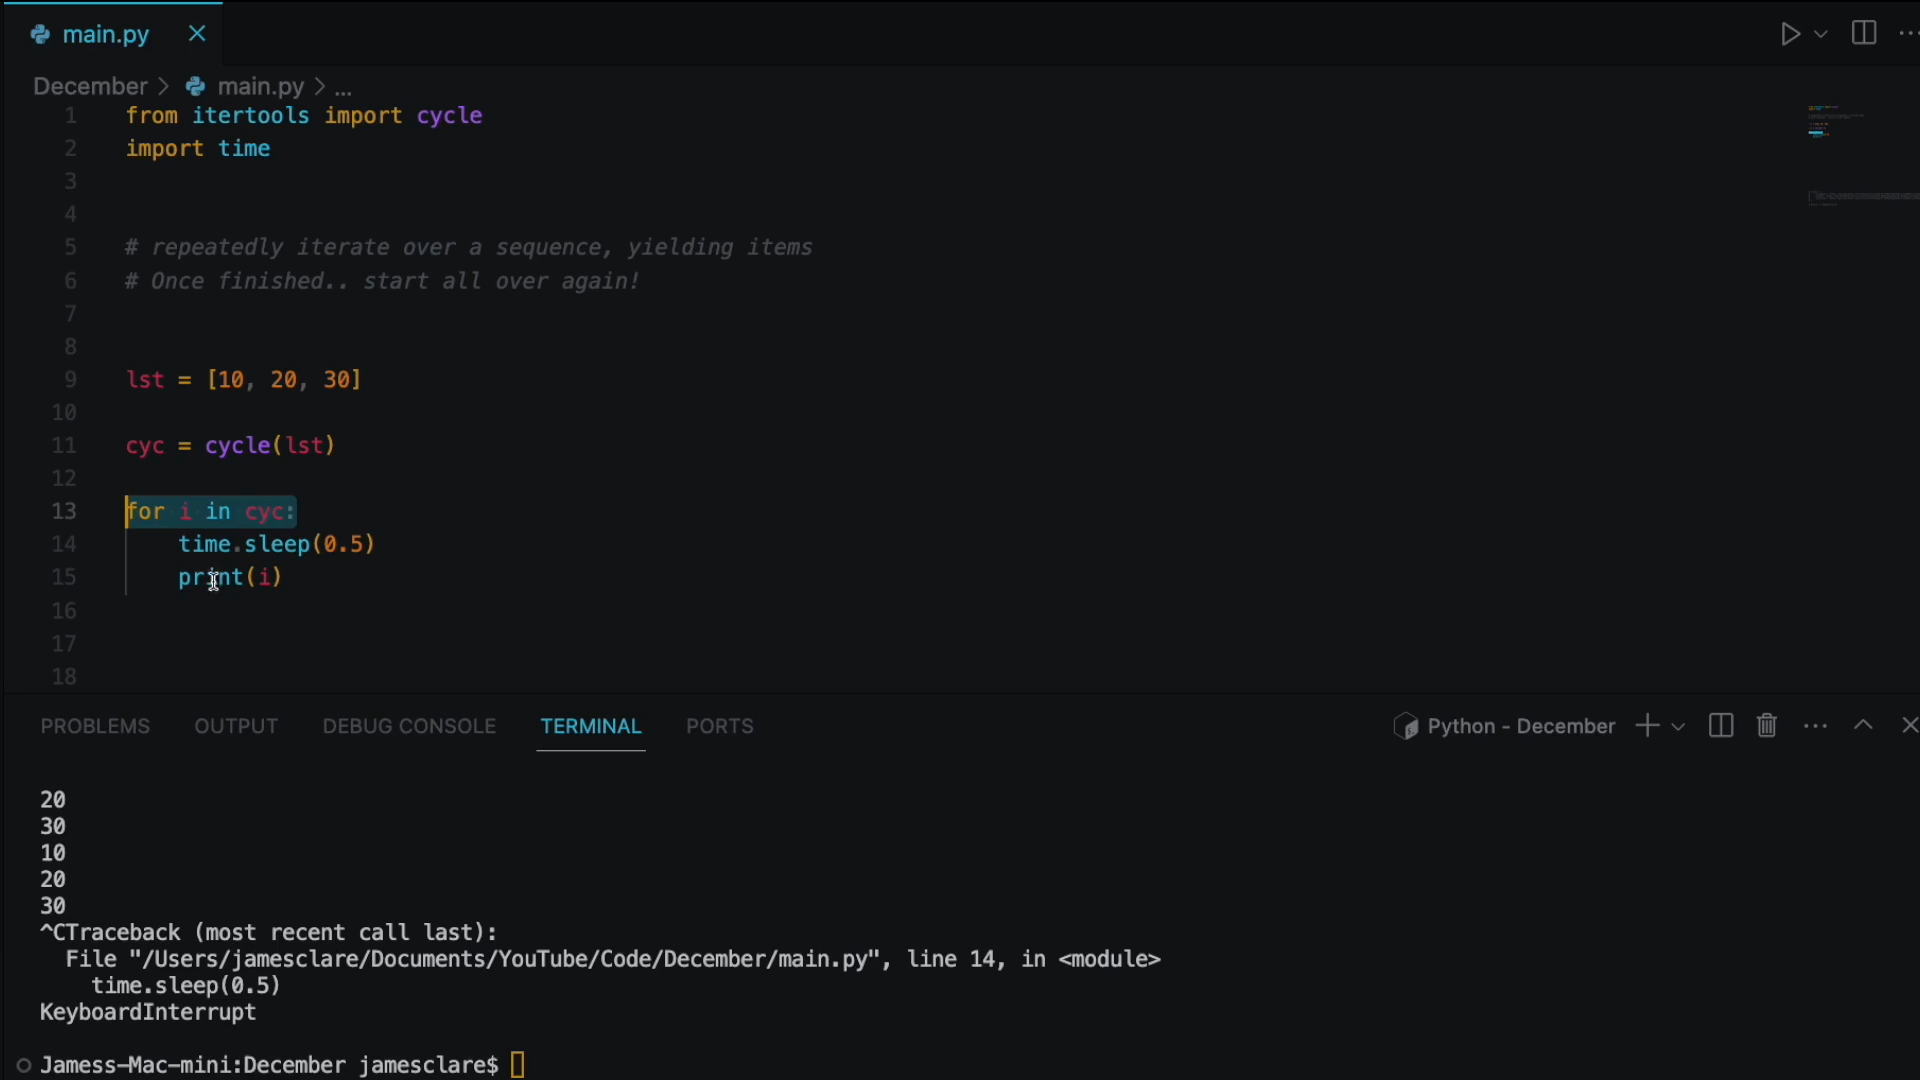 main.py
December > main.py > ...
1 from itertools import cycle
2 import time
3
4
5 # repeatedly iterate over a sequence, yielding items
6 # Once finished.. start all over again!
7
8
9 lst = [10, 20, 30]
10
11 cyc = cycle(lst)
12
13 for i in cyc:
14     time.sleep(0.5)
15     print(i)
16
17
18
PROBLEMS OUTPUT DEBUG CONSOLE TERMINAL PORTS Python - December
20
30
10
20
30
^CTraceback (most recent call last):
  File "/Users/jamesclare/Documents/YouTube/Code/December/main.py", line 14, in <module>
    time.sleep(0.5)
KeyboardInterrupt
Jamess-Mac-mini:December jamesclare$